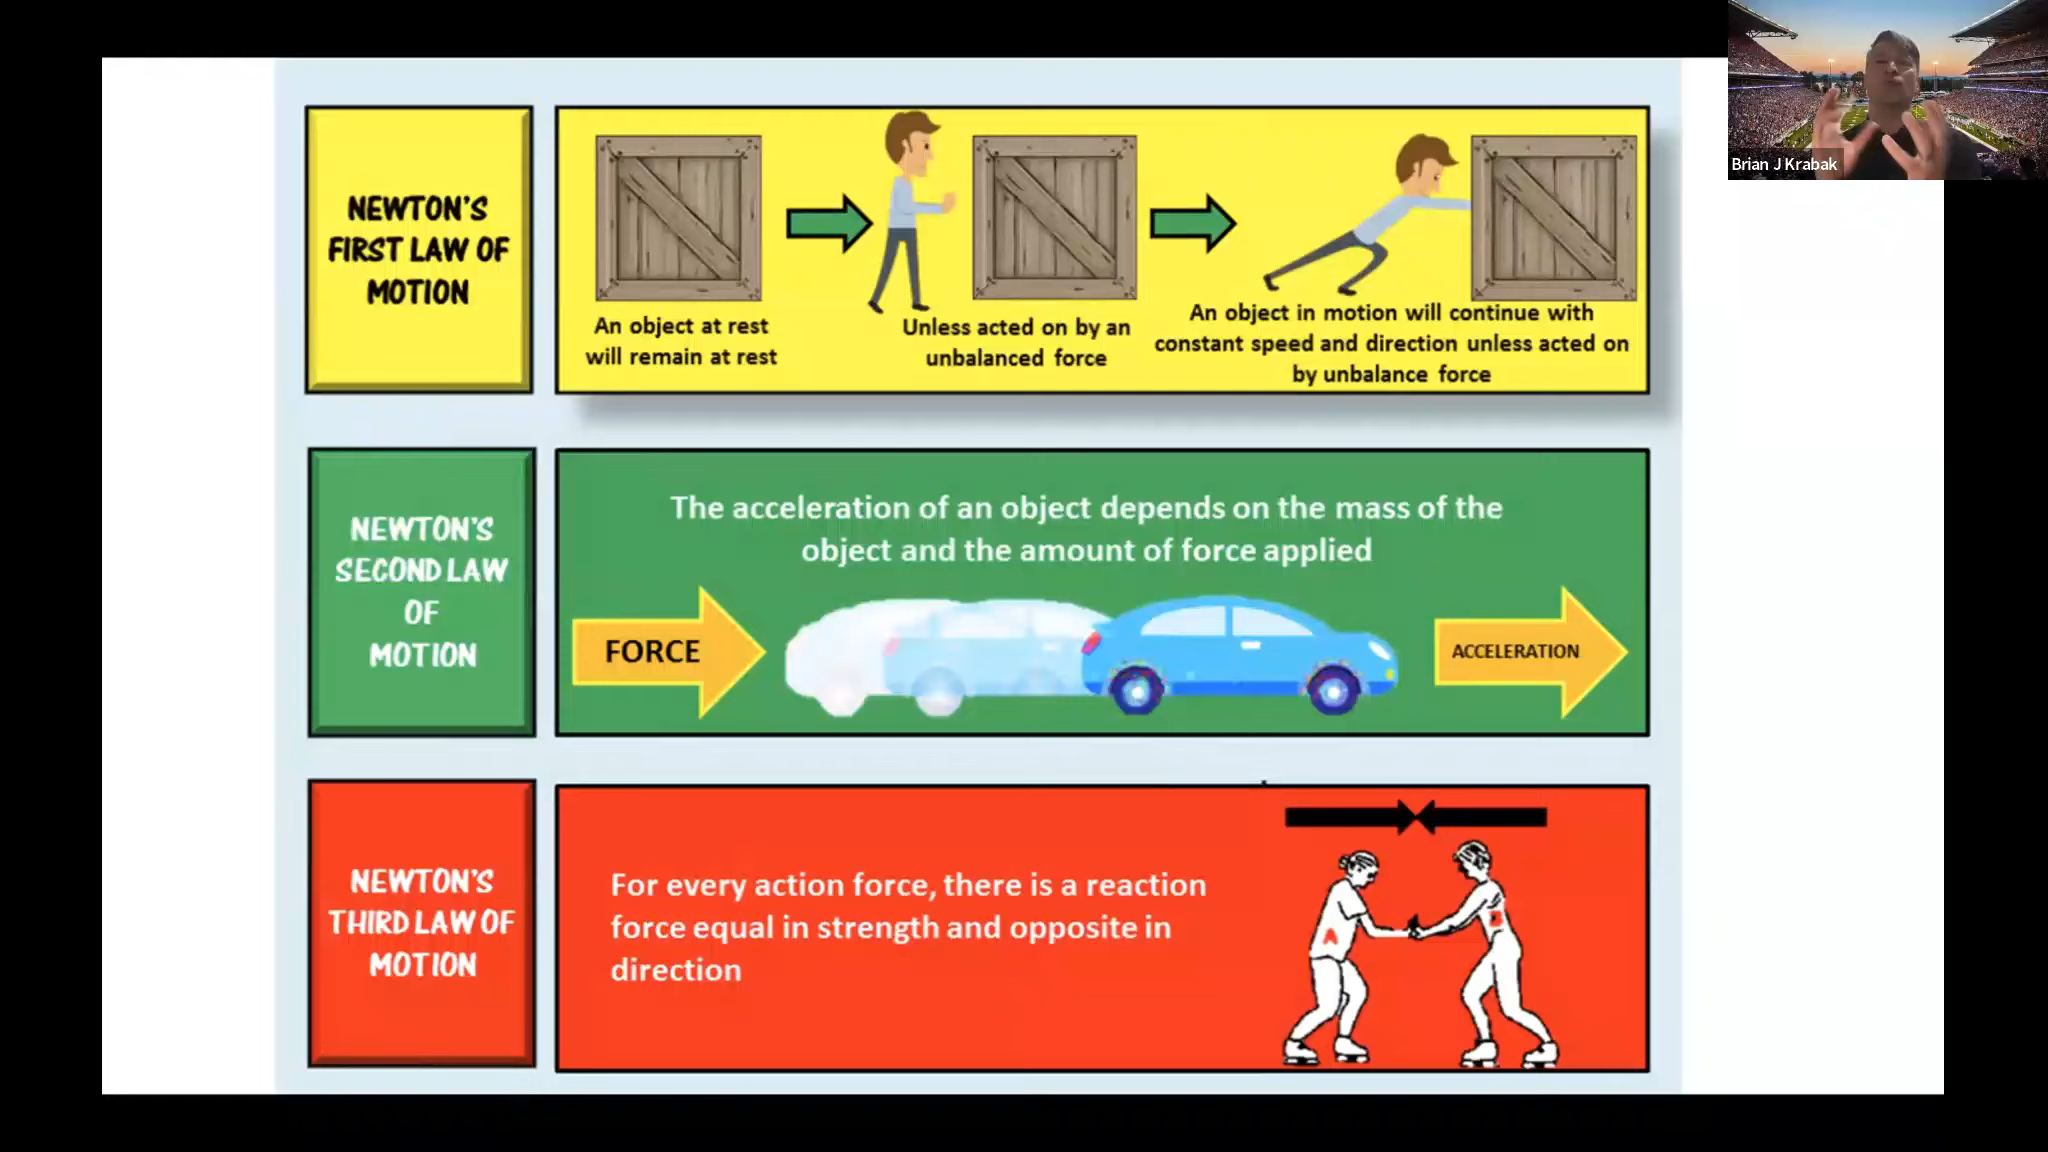 Brian J Krabak
NEWTON'S
FIRST LAW OF
MOTION
An object at rest
will remain at rest
Unless acted on by an
unbalanced force
An object in motion will continue with
constant speed and direction unless acted on
by unbalance force
NEWTON'S
SECOND LAW
OF
MOTION
The acceleration of an object depends on the mass of the
object and the amount of force applied
FORCE
ACCELERATION
NEWTON'S
THIRD LAW OF
MOTION
For every action force, there is a reaction
force equal in strength and opposite in
direction
A
B